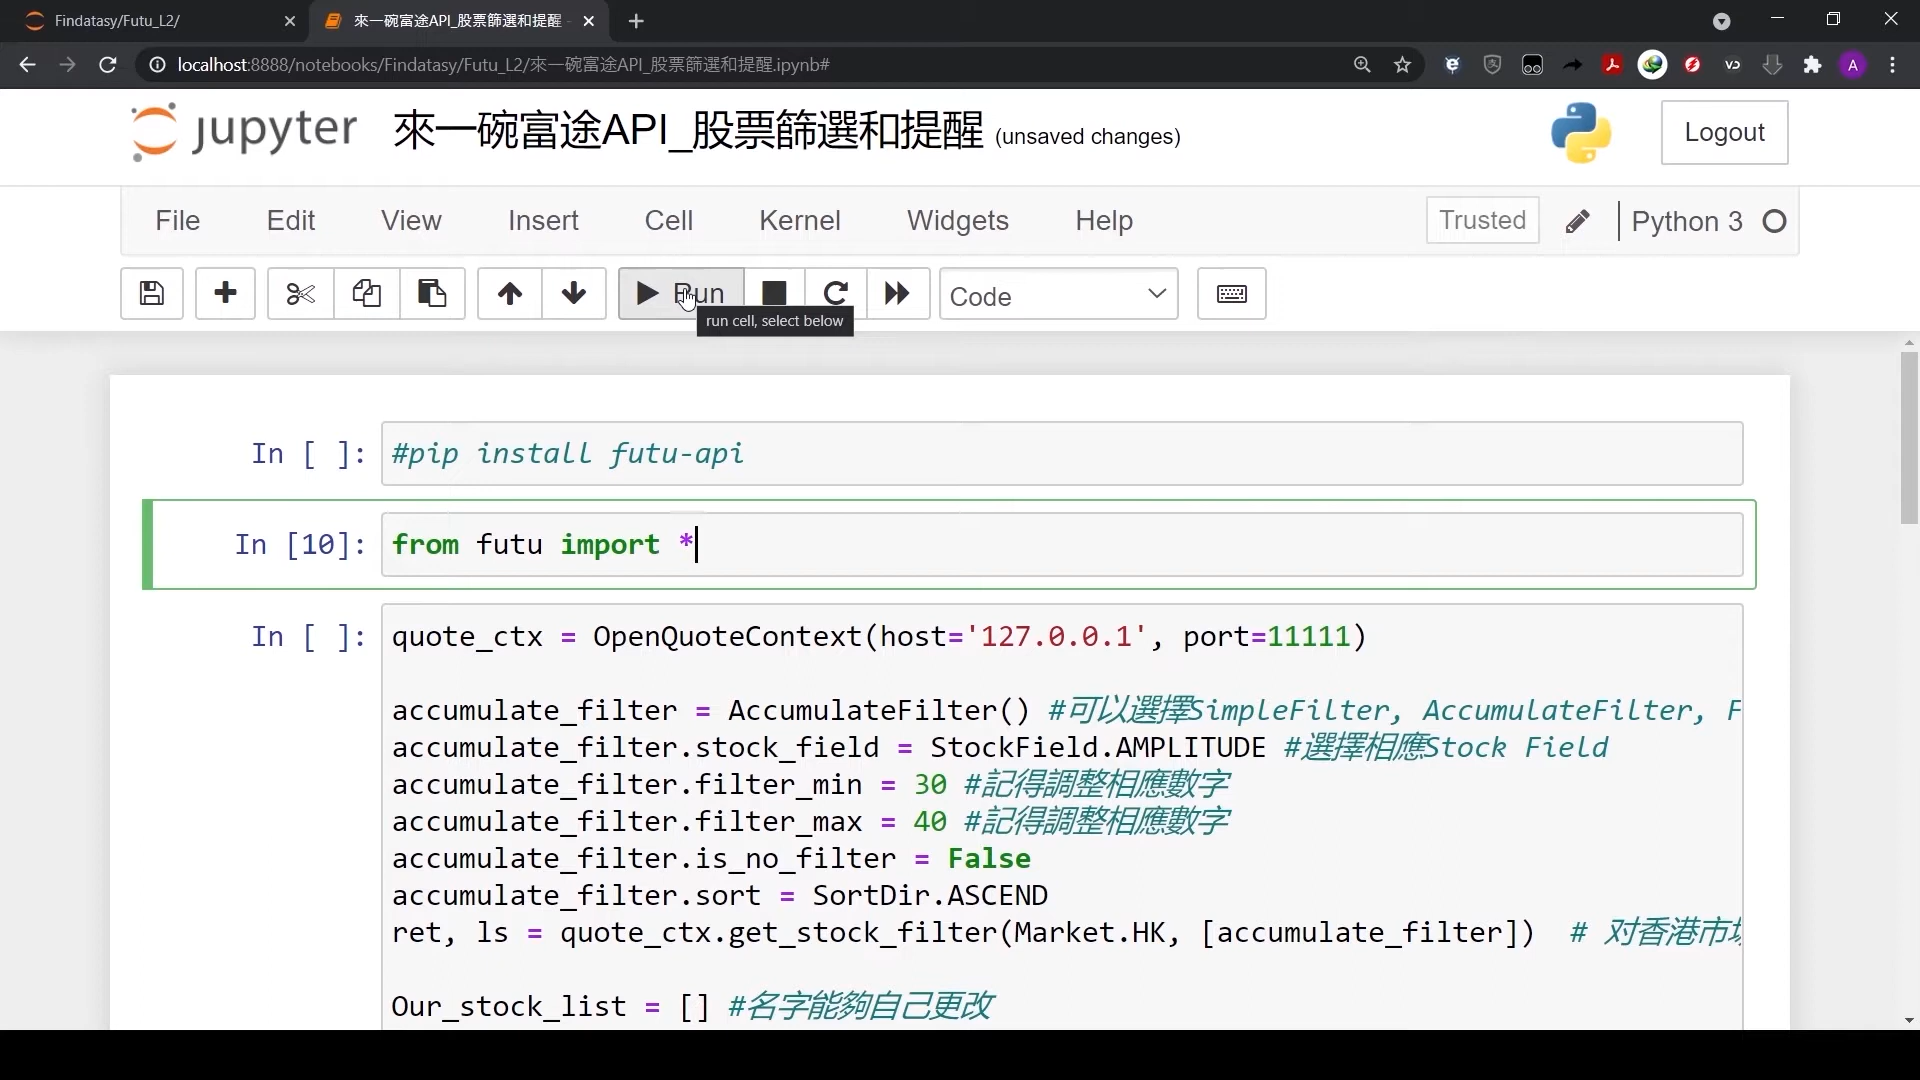 Findatasy/Futu_L2/
來一碗富途API_股票篩選和提醒 -
localhost:8888/notebooks/Findatasy/Futu_L2/來一碗富途API_股票篩選和提醒.ipynb#
A
jupyter 來一碗富途API_股票篩選和提醒 (unsaved changes)
Logout
File Edit View Insert Cell Kernel Widgets Help Trusted Python 3
Run Code
run cell, select below
In [ ]: #pip install futu-api
In [10]: from futu import *
In [ ]: quote_ctx = OpenQuoteContext(host='127.0.0.1', port=11111)
accumulate_filter = AccumulateFilter() #可以選擇SimpleFilter, AccumulateFilter, F
accumulate_filter.stock_field = StockField.AMPLITUDE #選擇相應Stock Field
accumulate_filter.filter_min = 30 #記得調整相應數字
accumulate_filter.filter_max = 40 #記得調整相應數字
accumulate_filter.is_no_filter = False
accumulate_filter.sort = SortDir.ASCEND
ret, ls = quote_ctx.get_stock_filter(Market.HK, [accumulate_filter]) # 对香港市场
Our_stock_list = [] #名字能夠自己更改